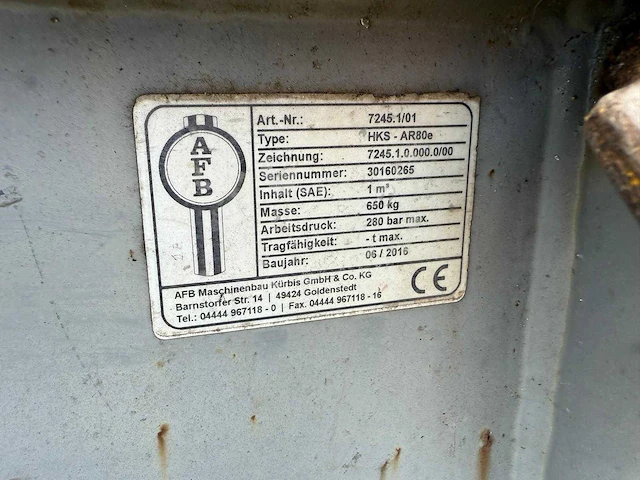 AFB
Art.-Nr.: 7245.1/01
Type: HKS - AR80e
Zeichnung: 7245.1.0.000.0/00
Seriennummer: 30160265
Inhalt (SAE): 1 m³
Masse: 650 kg
Arbeitsdruck: 280 bar max.
Tragfähigkeit: - t max.
Baujahr: 06 / 2016
AFB Maschinenbau Kürbis GmbH & Co. KG
Barnstorfer Str. 14 | 49424 Goldenstedt
Tel.: 04444 967118 - 0 | Fax. 04444 967118 - 16
CE